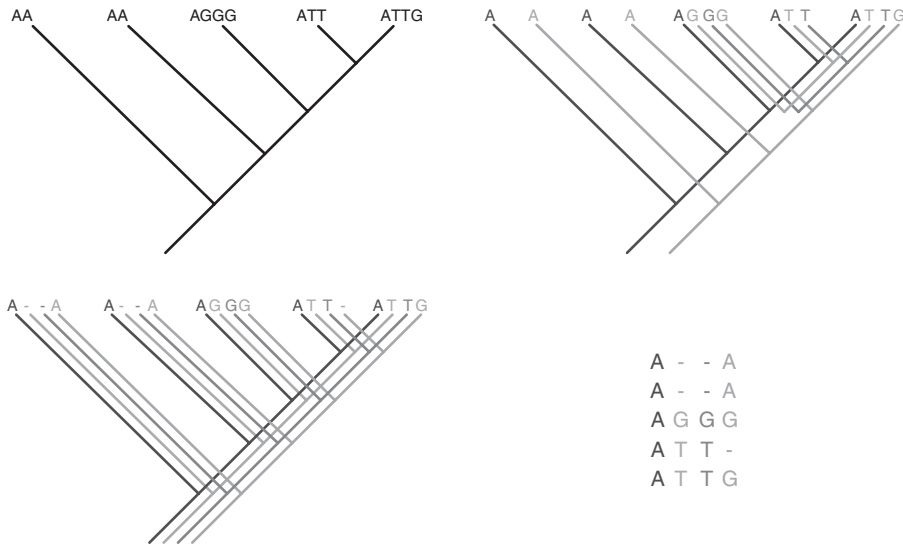 AA AA AGGG ATT ATTG
A A A A AGGG ATT ATTG
A - - A A - - A AGGG ATT - ATTG
A - - A
A - - A
A G G G
A T T -
A T T G